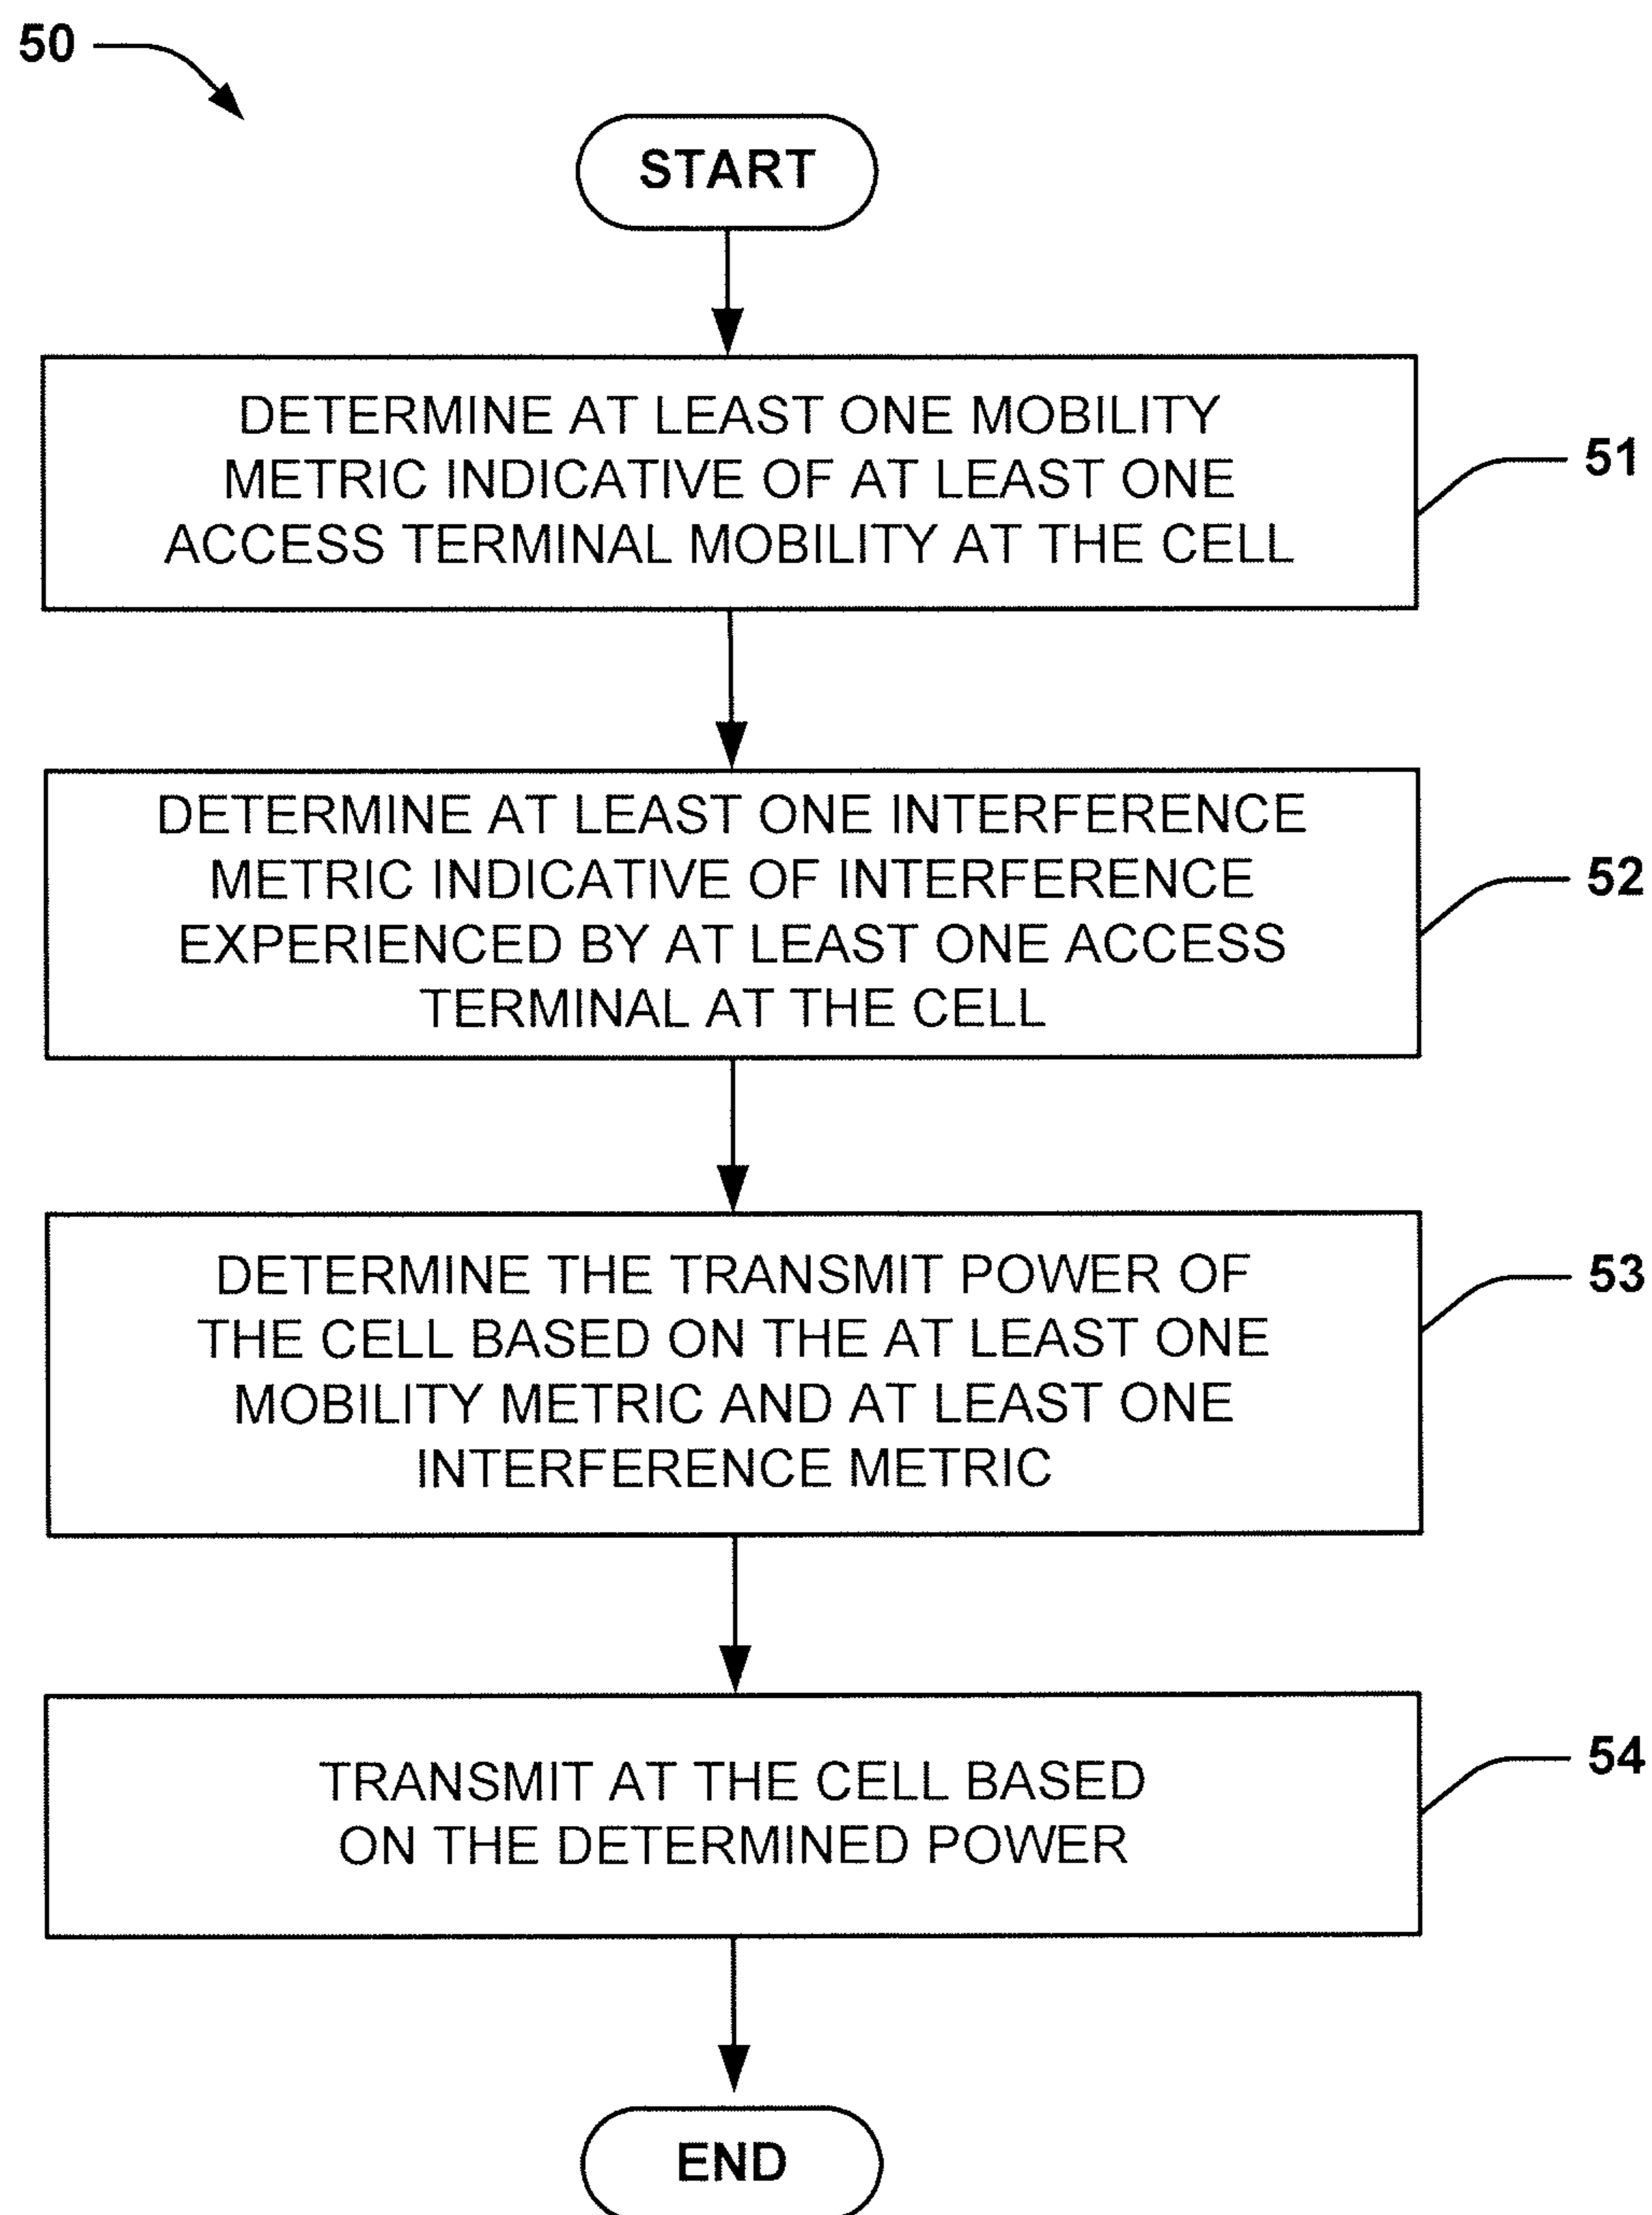 50
START
DETERMINE AT LEAST ONE MOBILITY
METRIC INDICATIVE OF AT LEAST ONE
ACCESS TERMINAL MOBILITY AT THE CELL
51
DETERMINE AT LEAST ONE INTERFERENCE
METRIC INDICATIVE OF INTERFERENCE
EXPERIENCED BY AT LEAST ONE ACCESS
TERMINAL AT THE CELL
52
DETERMINE THE TRANSMIT POWER OF
THE CELL BASED ON THE AT LEAST ONE
MOBILITY METRIC AND AT LEAST ONE
INTERFERENCE METRIC
53
TRANSMIT AT THE CELL BASED
ON THE DETERMINED POWER
54
END